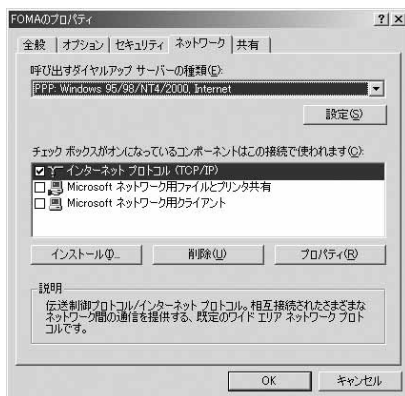 FOMAのプロパティ
全般 オプション セキュリティ ネットワーク 共有
呼び出すダイヤルアップ サーバーの種類(E):
PPP: Windows 95/98/NT4/2000, Internet
設定(S)
チェック ボックスがオンになっているコンポーネントはこの接続で使われます(C):
インターネット プロトコル (TCP/IP)
Microsoft ネットワーク用ファイルとプリンタ共有
Microsoft ネットワーク用クライアント
インストール(I)... 削除(U) プロパティ(R)
説明
伝送制御プロトコル/インターネット プロトコル。相互接続されたさまざまな
ネットワーク間の通信を提供する、既定のワイド エリア ネットワーク プロト
コルです。
OK キャンセル